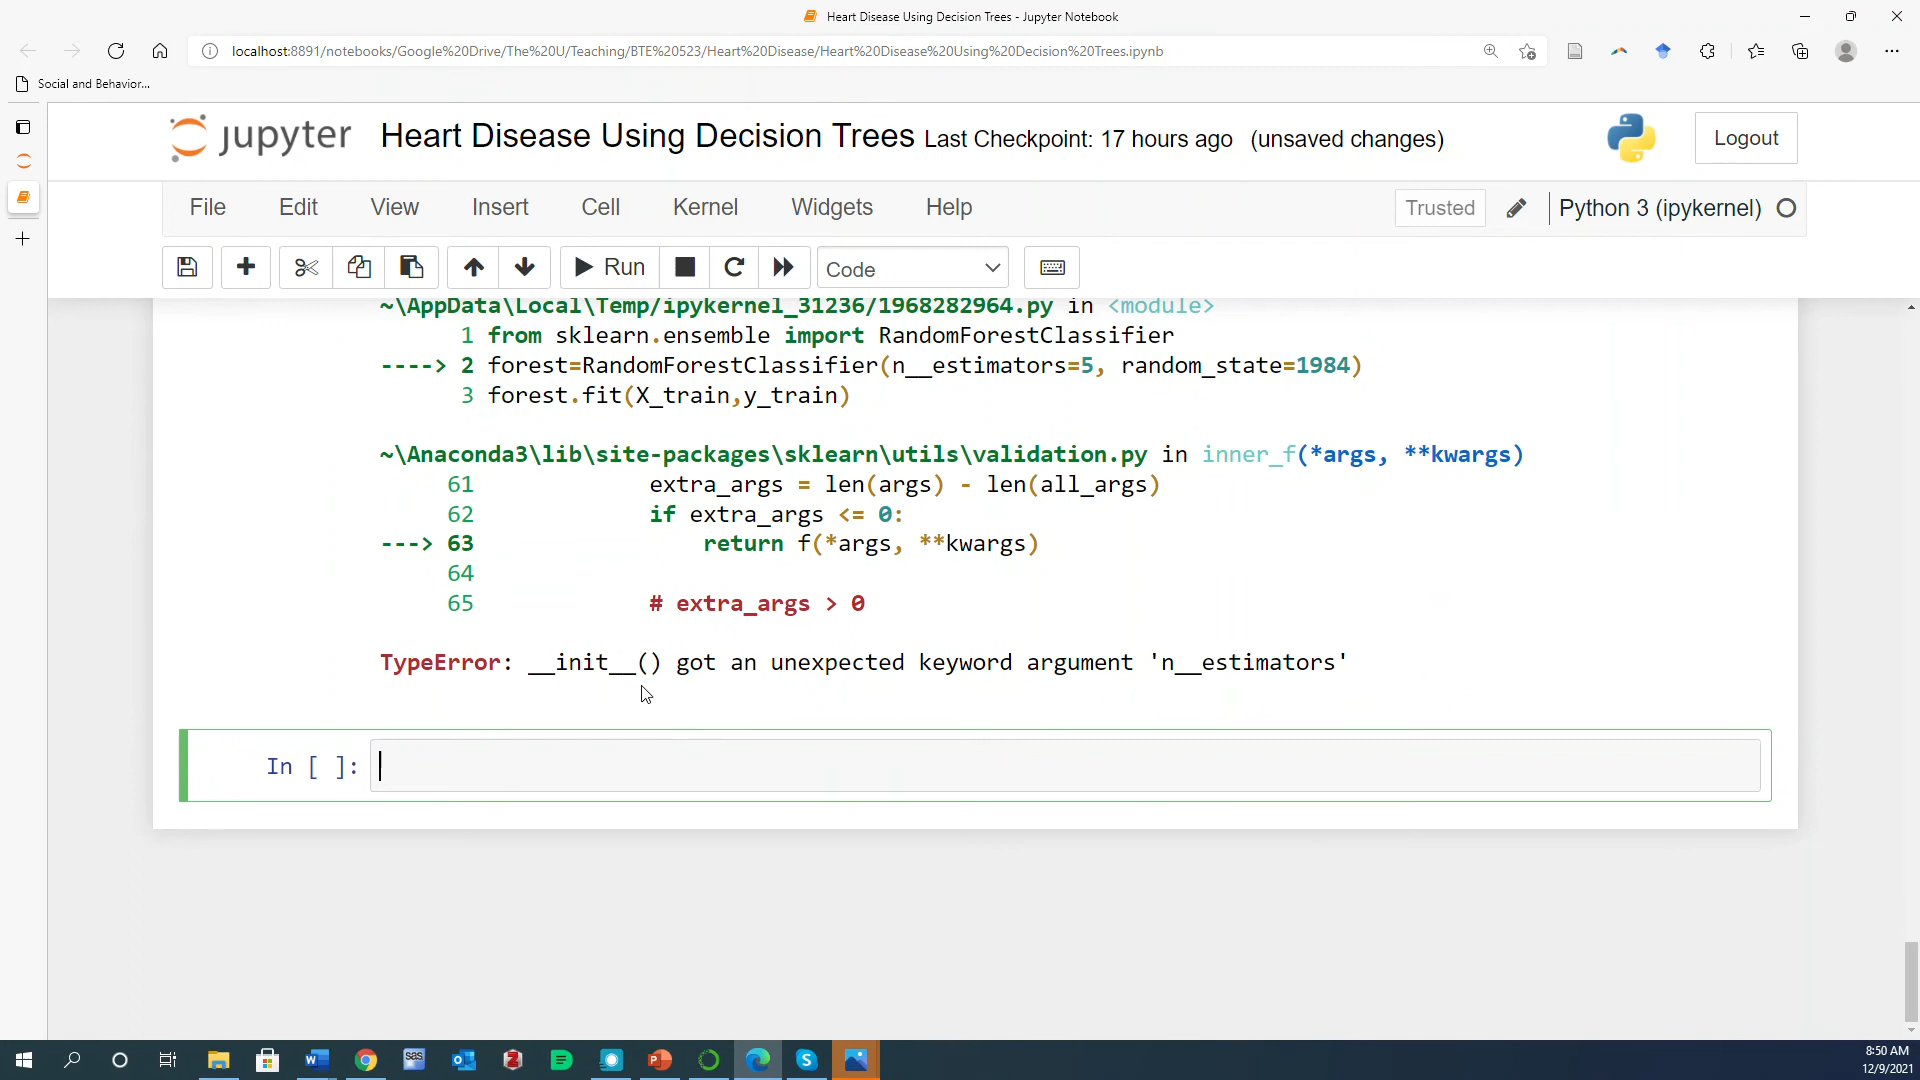 Heart Disease Using Decision Trees - Jupyter Notebook
localhost:8891/notebooks/Google%20Drive/The%20U/Teaching/BTE%20523/Heart%20Disease/Heart%20Disease%20Using%20Decision%20Trees.ipynb
Social and Behavior...
jupyter Heart Disease Using Decision Trees Last Checkpoint: 17 hours ago (unsaved changes) Logout
File Edit View Insert Cell Kernel Widgets Help Trusted Python 3 (ipykernel)
Run Code
~\AppData\Local\Temp/ipykernel_31236/1968282964.py in <module>
1 from sklearn.ensemble import RandomForestClassifier
----> 2 forest=RandomForestClassifier(n__estimators=5, random_state=1984)
3 forest.fit(X_train,y_train)
~\Anaconda3\lib\site-packages\sklearn\utils\validation.py in inner_f(*args, **kwargs)
61 extra_args = len(args) - len(all_args)
62 if extra_args <= 0:
---> 63 return f(*args, **kwargs)
64
65 # extra_args > 0
TypeError: __init__() got an unexpected keyword argument 'n__estimators'
In [ ]:
8:50 AM
12/9/2021